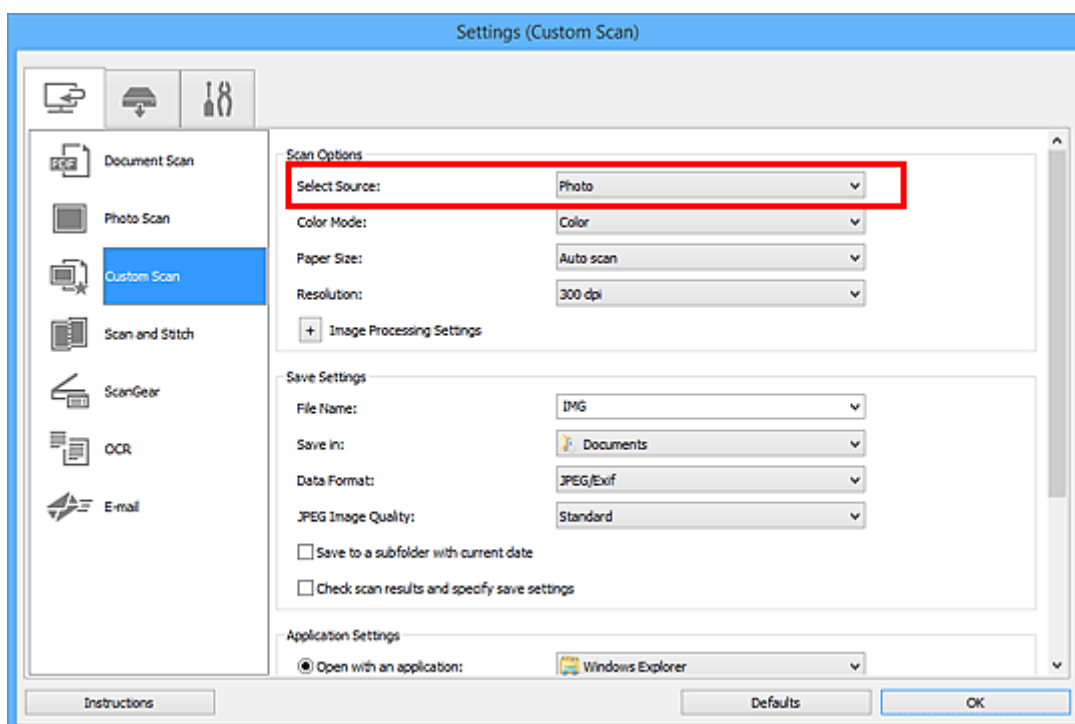 Settings (Custom Scan)
PDF
Document Scan
Photo Scan
Custom Scan
Scan and Stitch
ScanGear
OCR
E-mail
Scan Options
Select Source: Photo
Color Mode: Color
Paper Size: Auto scan
Resolution: 300 dpi
+ Image Processing Settings
Save Settings
File Name: IMG
Save in: Documents
Data Format: JPEG/Exif
JPEG Image Quality: Standard
Save to a subfolder with current date
Check scan results and specify save settings
Application Settings
Open with an application: Windows Explorer
Instructions Defaults OK